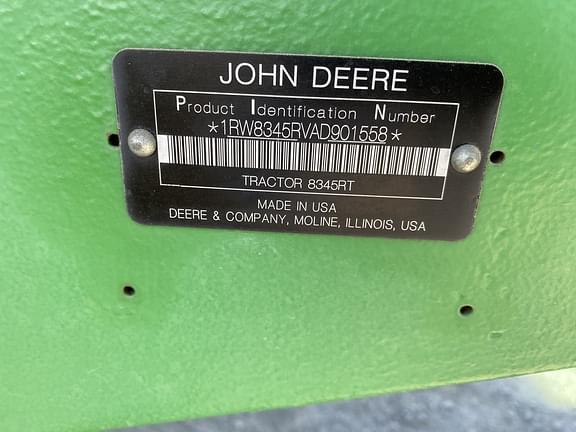 JOHN DEERE
Product Identification Number
*1RW8345RVAD901558*
TRACTOR 8345RT
MADE IN USA
DEERE & COMPANY, MOLINE, ILLINOIS, USA